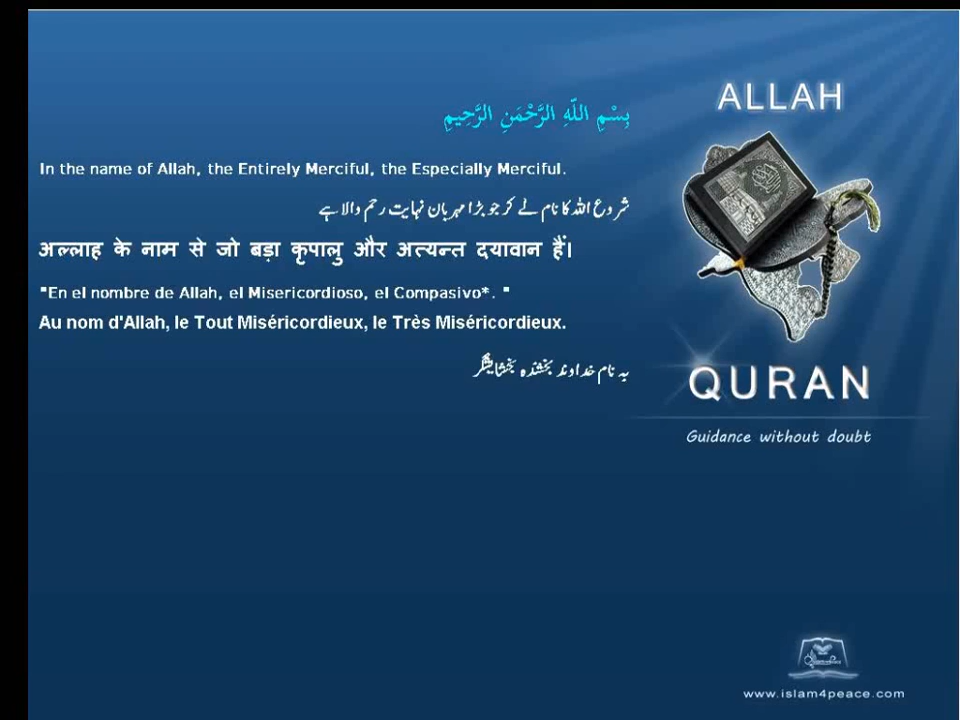 بِسْمِ اللّهِ الرَّحْمَنِ الرَّحِيمِ
In the name of Allah, the Entirely Merciful, the Especially Merciful.
شروع الله کا نام لے کر جو بڑا مہربان نہایت رحم والا ہے
अल्लाह के नाम से जो बड़ा कृपालु और अत्यन्त दयावान हैं।
"En el nombre de Allah, el Misericordioso, el Compasivo*. "
Au nom d'Allah, le Tout Miséricordieux, le Très Miséricordieux.
به نام خداوند بخشنده بخشایشگر
ALLAH
QURAN
Guidance without doubt
www.islam4peace.com